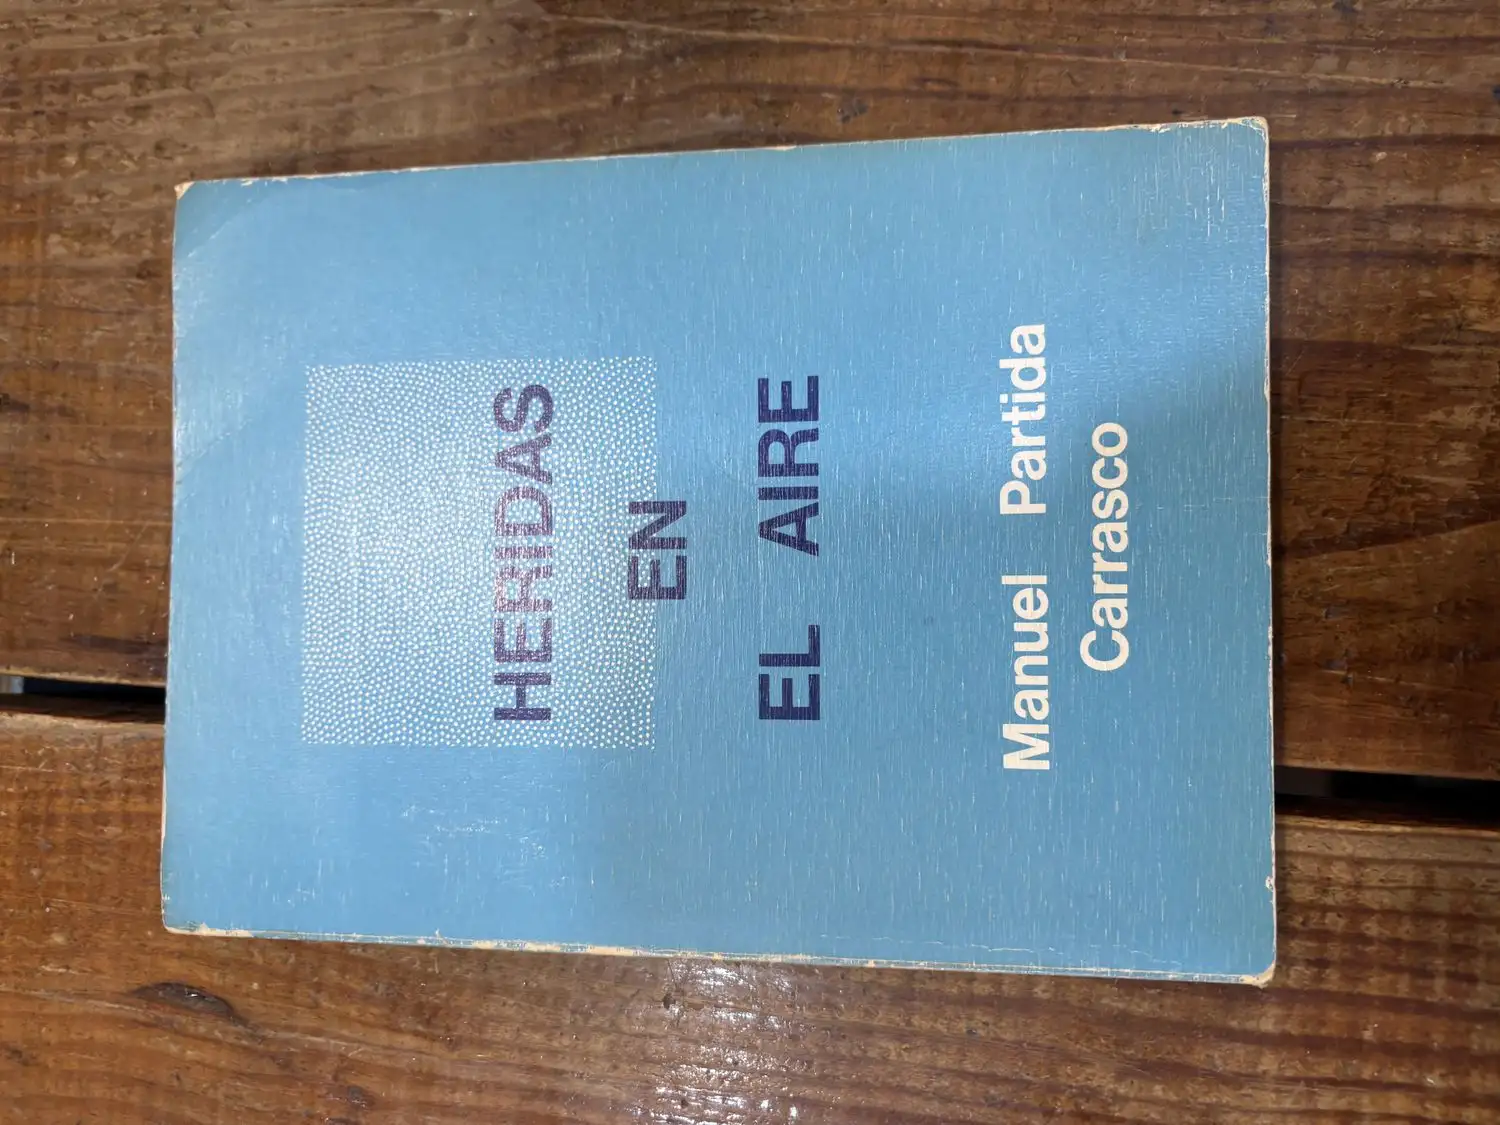 HERIDAS
EN
EL AIRE
Manuel Partida
Carrasco